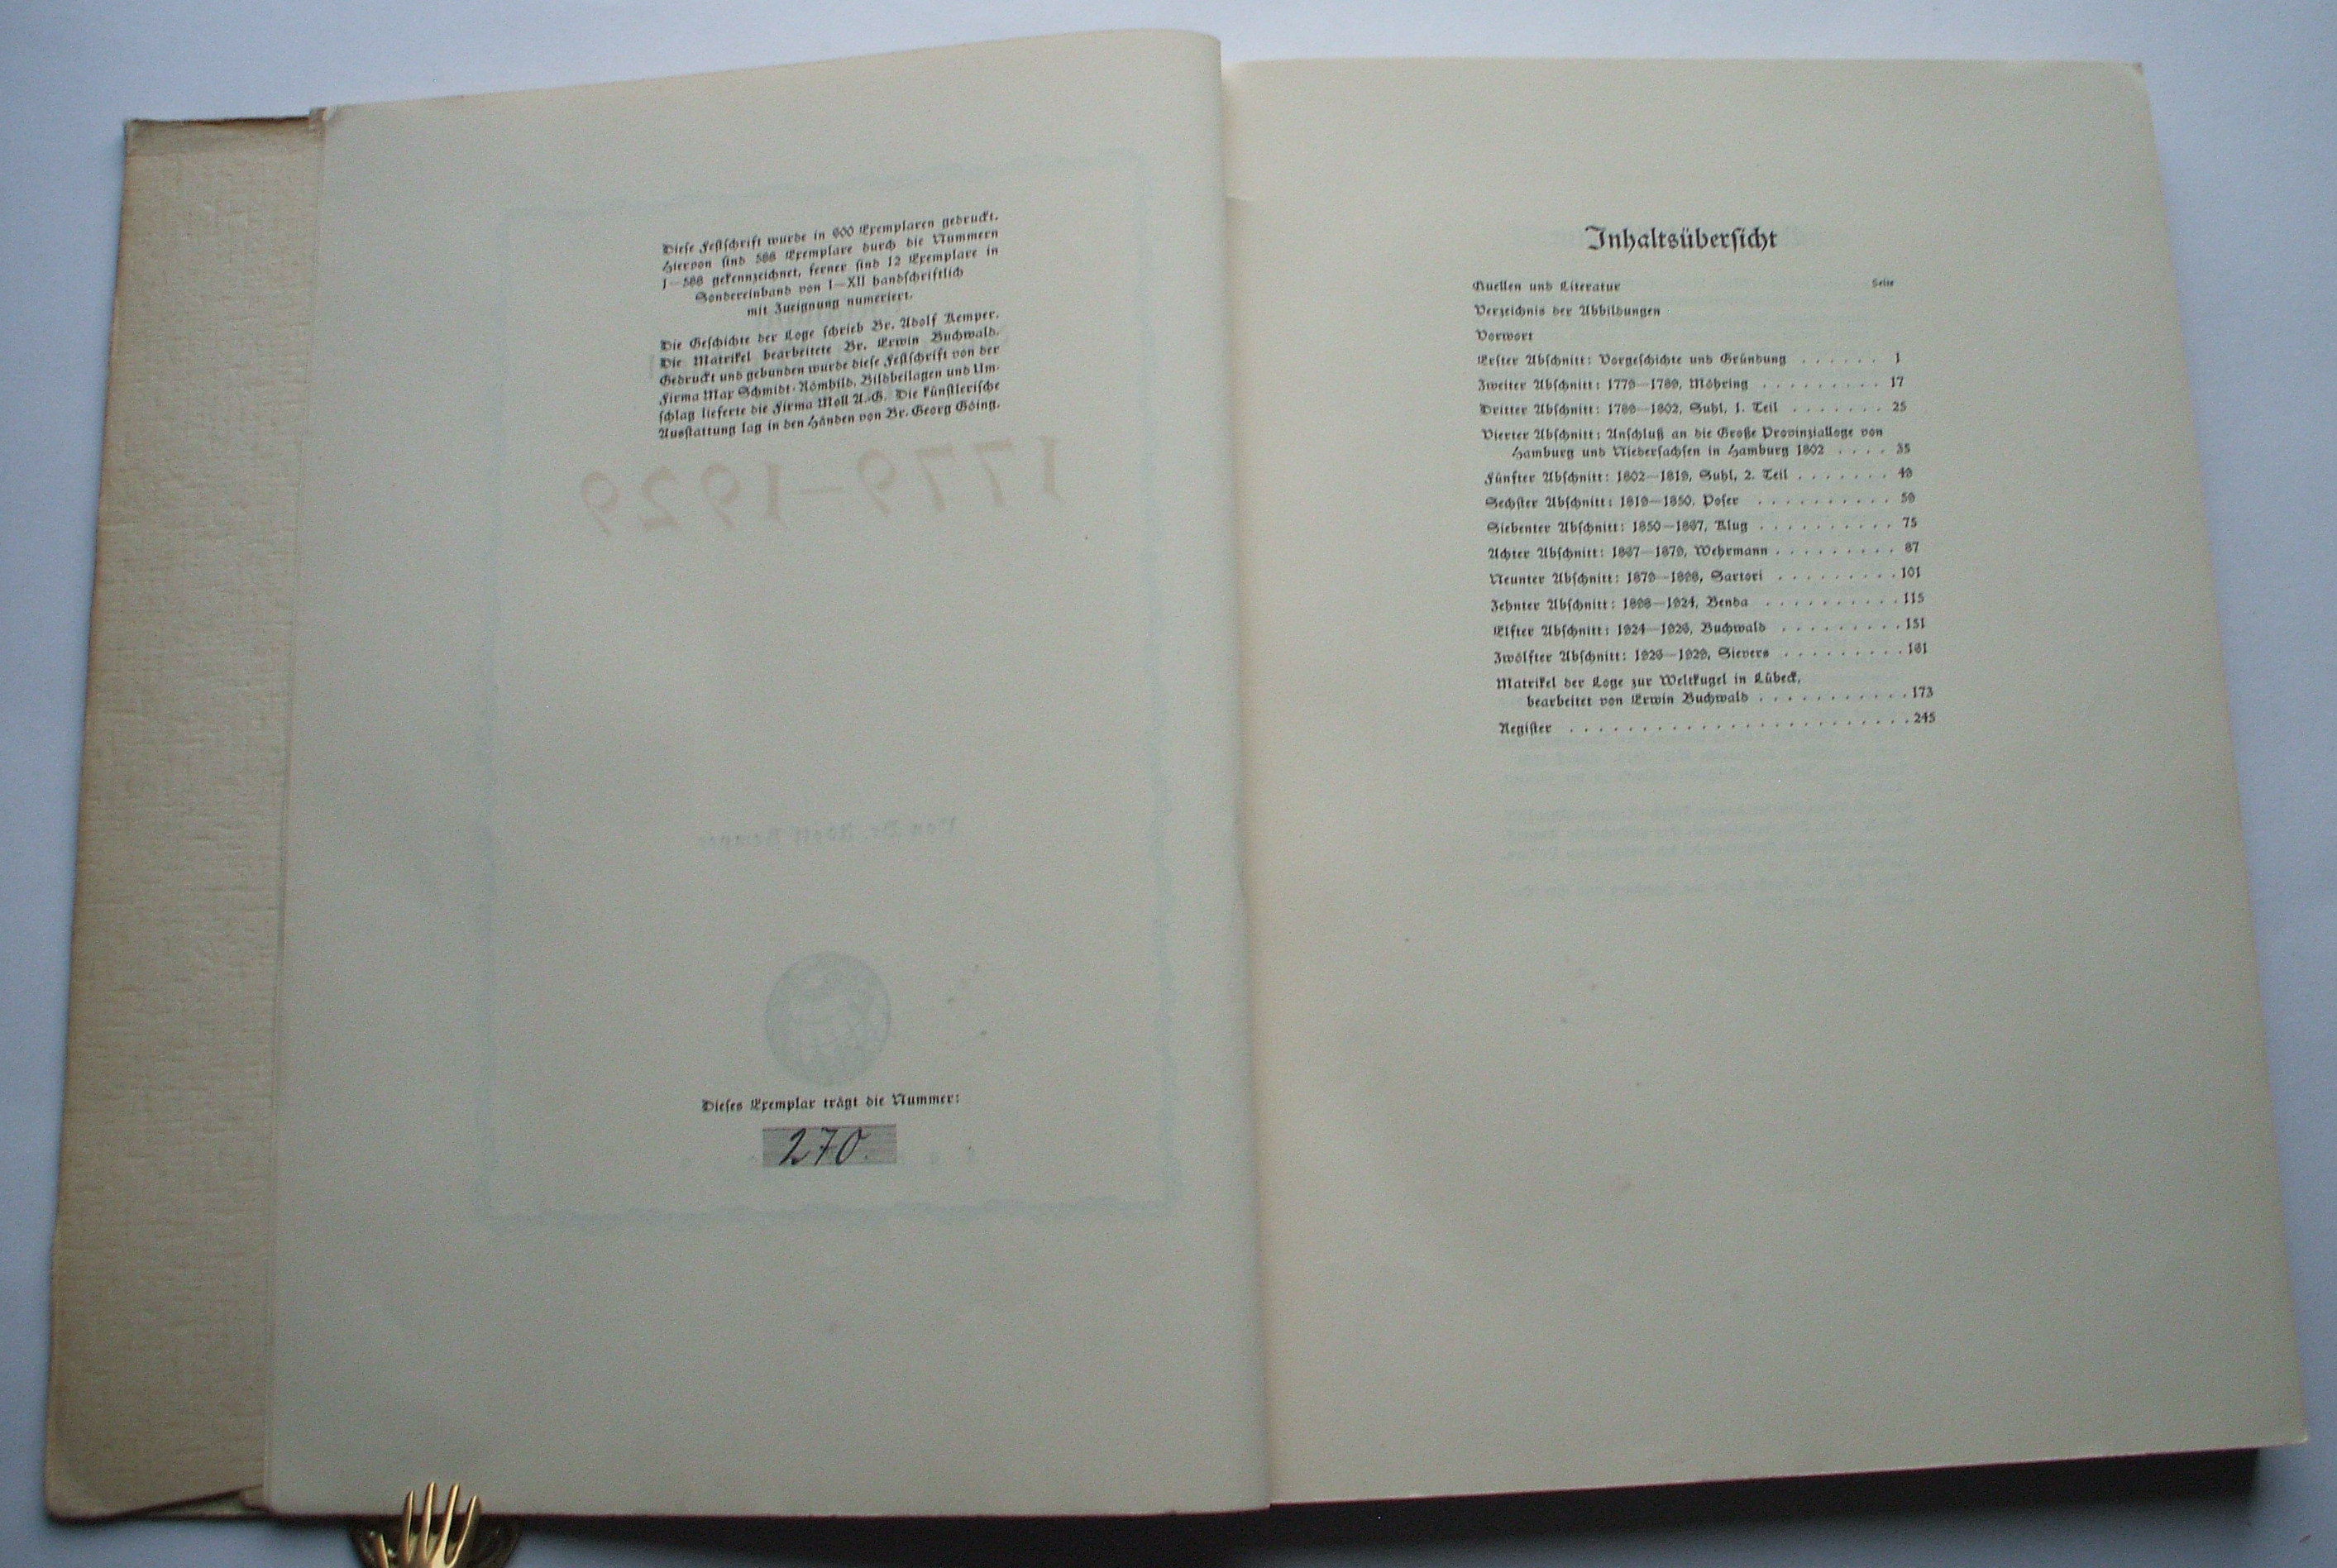 Diese Festschrift wurde in 600 Exemplaren gedruckt.
Hiervon sind 588 Exemplare durch die Nummern
1—588 gekennzeichnet, ferner sind 12 Exemplare in
Sondereinband von I—XII handschriftlich
mit Zueignung numeriert.
Die Geschichte der Loge schrieb Br. Adolf Kemper.
Die Matrikel bearbeitete Br. Erwin Buchwald.
Gedruckt und gebunden wurde diese Festschrift von der
Firma Max Schmidt-Römhild, Bildbeilagen und Um-
schlag lieferte die Firma Moll A.-G. Die künstlerische
Ausstattung lag in den Händen von Br. Georg Göing.
1779–1929
Von Dr. Adolf Kemper
Dieses Exemplar trägt die Nummer:
270.
Inhaltsübersicht
Quellen und Literatur Seite
Verzeichnis der Abbildungen
Vorwort
Erster Abschnitt: Vorgeschichte und Gründung . . . . . . 1
Zweiter Abschnitt: 1779—1789, Möhring . . . . . . . . . 17
Dritter Abschnitt: 1789—1802, Suhl, 1. Teil . . . . . . . 25
Vierter Abschnitt: Anschluß an die Große Provinzialloge von
Hamburg und Niedersachsen in Hamburg 1802 . . . . 35
Fünfter Abschnitt: 1802—1819, Suhl, 2. Teil . . . . . . . 49
Sechster Abschnitt: 1819—1850, Poser . . . . . . . . . . 59
Siebenter Abschnitt: 1850—1867, Klug . . . . . . . . . . 75
Achter Abschnitt: 1867—1879, Wehrmann . . . . . . . . . 87
Neunter Abschnitt: 1879—1898, Sartori . . . . . . . . . 101
Zehnter Abschnitt: 1898—1924, Benda . . . . . . . . . . 115
Elfter Abschnitt: 1924—1926, Buchwald . . . . . . . . . 151
Zwölfter Abschnitt: 1926—1929, Sievers . . . . . . . . . 161
Matrikel der Loge zur Weltkugel in Lübeck,
bearbeitet von Erwin Buchwald . . . . . . . . . . . 173
Register . . . . . . . . . . . . . . . . . . . . . . . . 245